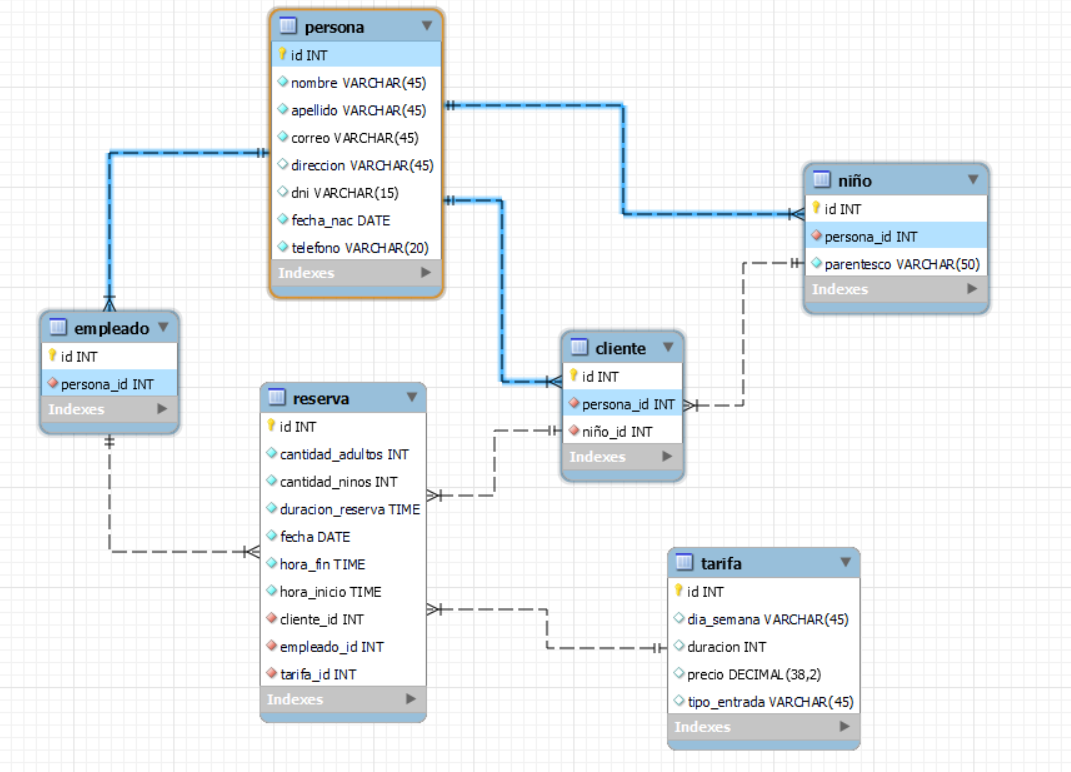 persona
id INT
nombre VARCHAR(45)
apellido VARCHAR(45)
correo VARCHAR(45)
direccion VARCHAR(45)
dni VARCHAR(15)
fecha_nac DATE
telefono VARCHAR(20)
Indexes
niño
id INT
persona_id INT
parentesco VARCHAR(50)
Indexes
empleado
id INT
persona_id INT
Indexes
cliente
id INT
persona_id INT
niño_id INT
Indexes
reserva
id INT
cantidad_adultos INT
cantidad_ninos INT
duracion_reserva TIME
fecha DATE
hora_fin TIME
hora_inicio TIME
cliente_id INT
empleado_id INT
tarifa_id INT
Indexes
tarifa
id INT
dia_semana VARCHAR(45)
duracion INT
precio DECIMAL(38,2)
tipo_entrada VARCHAR(45)
Indexes